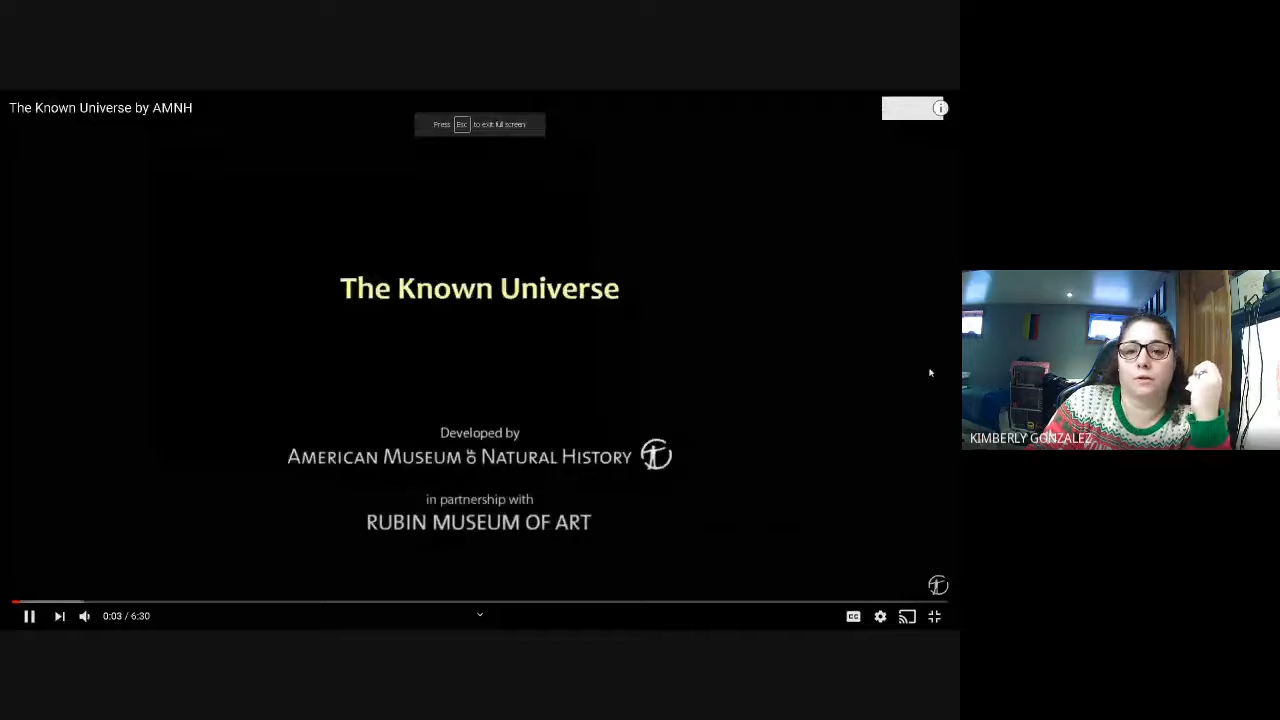 The Known Universe by AMNH
Press Esc to exit full screen
The Known Universe
Developed by
AMERICAN MUSEUM OF NATURAL HISTORY
in partnership with
RUBIN MUSEUM OF ART
KIMBERLY GONZALEZ
0:03 / 6:30
CC